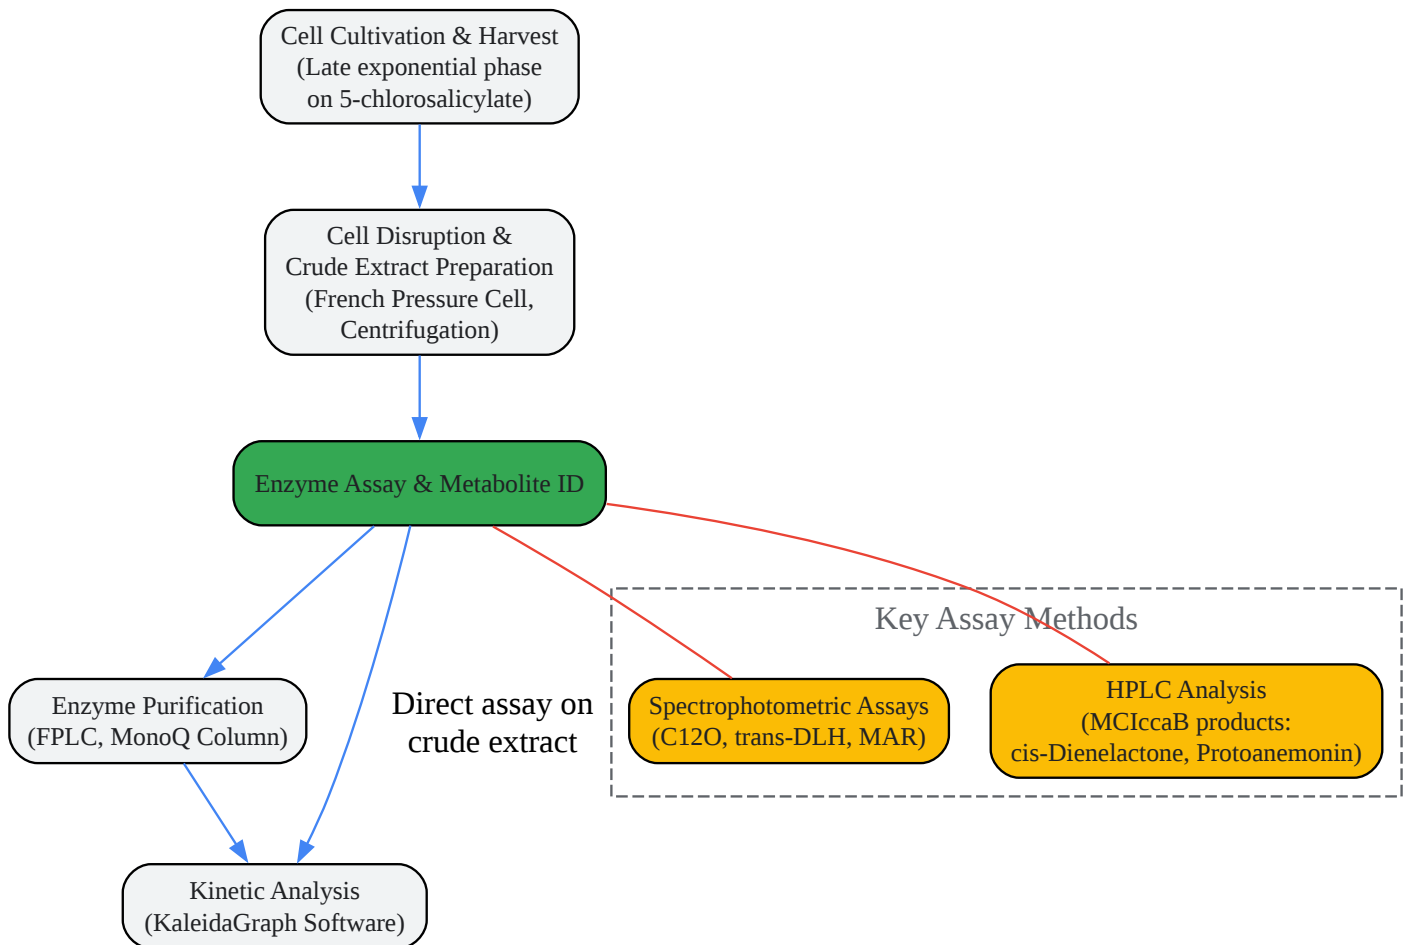 Cell Cultivation & Harvest
(Late exponential phase
on 5-chlorosalicylate)
Cell Disruption &
Crude Extract Preparation
(French Pressure Cell,
Centrifugation)
Enzyme Assay & Metabolite ID
Key Assay Methods
Enzyme Purification
(FPLC, MonoQ Column)
Direct assay on
crude extract
Spectrophotometric Assays
(C12O, trans-DLH, MAR)
HPLC Analysis
(MCIccaB products:
cis-Dienelactone, Protoanemonin)
Kinetic Analysis
(KaleidaGraph Software)